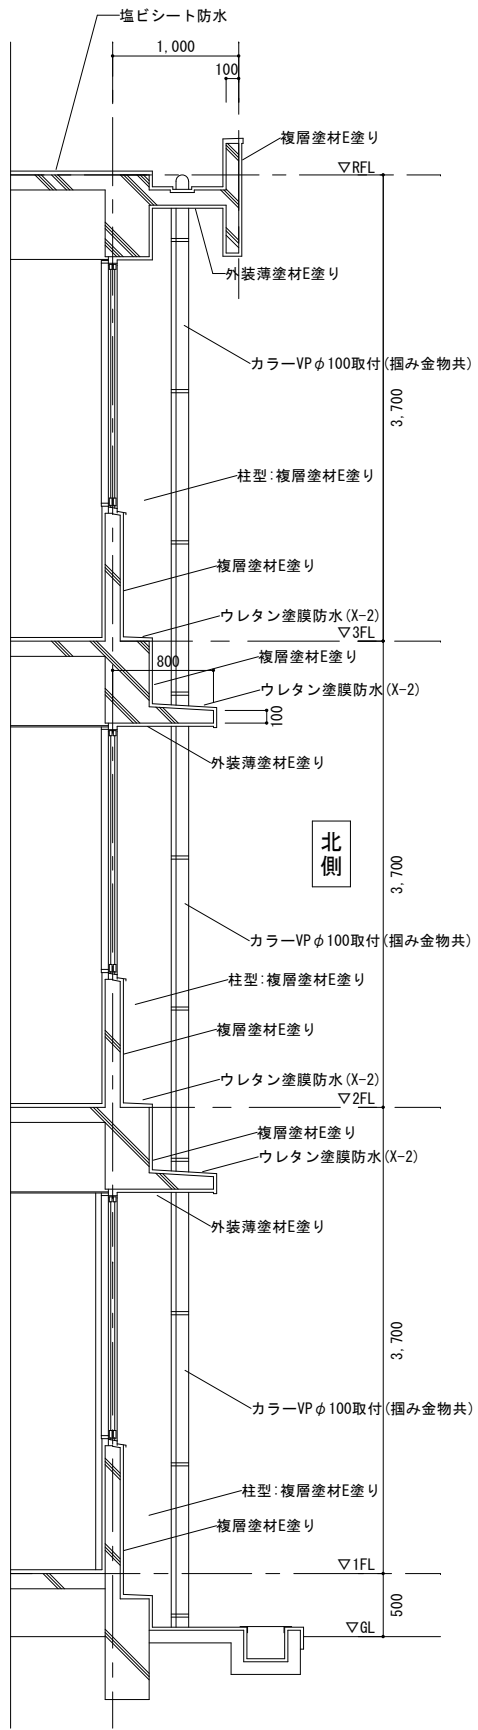 塩ビシート防水
1,000
100
複層塗材E塗り
▽RFL
外装薄塗材E塗り
カラーVPφ100取付(掴み金物共)
3,700
柱型:複層塗材E塗り
複層塗材E塗り
ウレタン塗膜防水(X-2)
▽3FL
800
複層塗材E塗り
ウレタン塗膜防水(X-2)
100
外装薄塗材E塗り
北側
3,700
カラーVPφ100取付(掴み金物共)
柱型:複層塗材E塗り
複層塗材E塗り
ウレタン塗膜防水(X-2)
▽2FL
複層塗材E塗り
ウレタン塗膜防水(X-2)
外装薄塗材E塗り
3,700
カラーVPφ100取付(掴み金物共)
柱型:複層塗材E塗り
複層塗材E塗り
▽1FL
500
▽GL